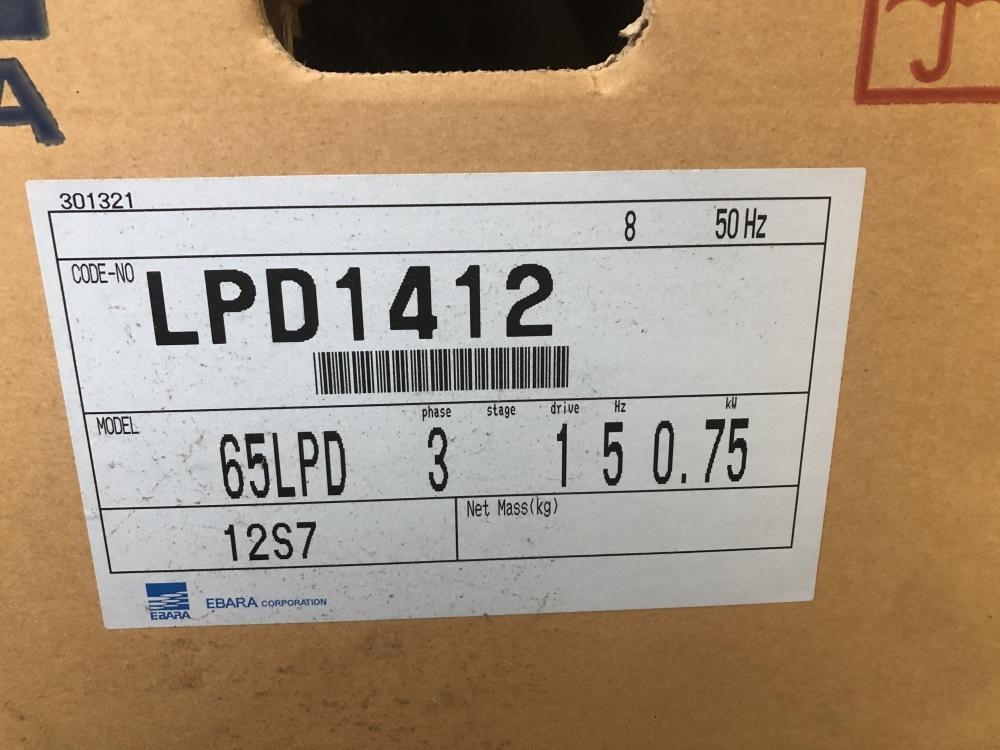 A
301321
8 50Hz
CODE-NO LPD1412
MODEL phase stage drive Hz kW
65LPD 3 1 5 0.75
12S7 Net Mass(kg)
EBARA EBARA CORPORATION